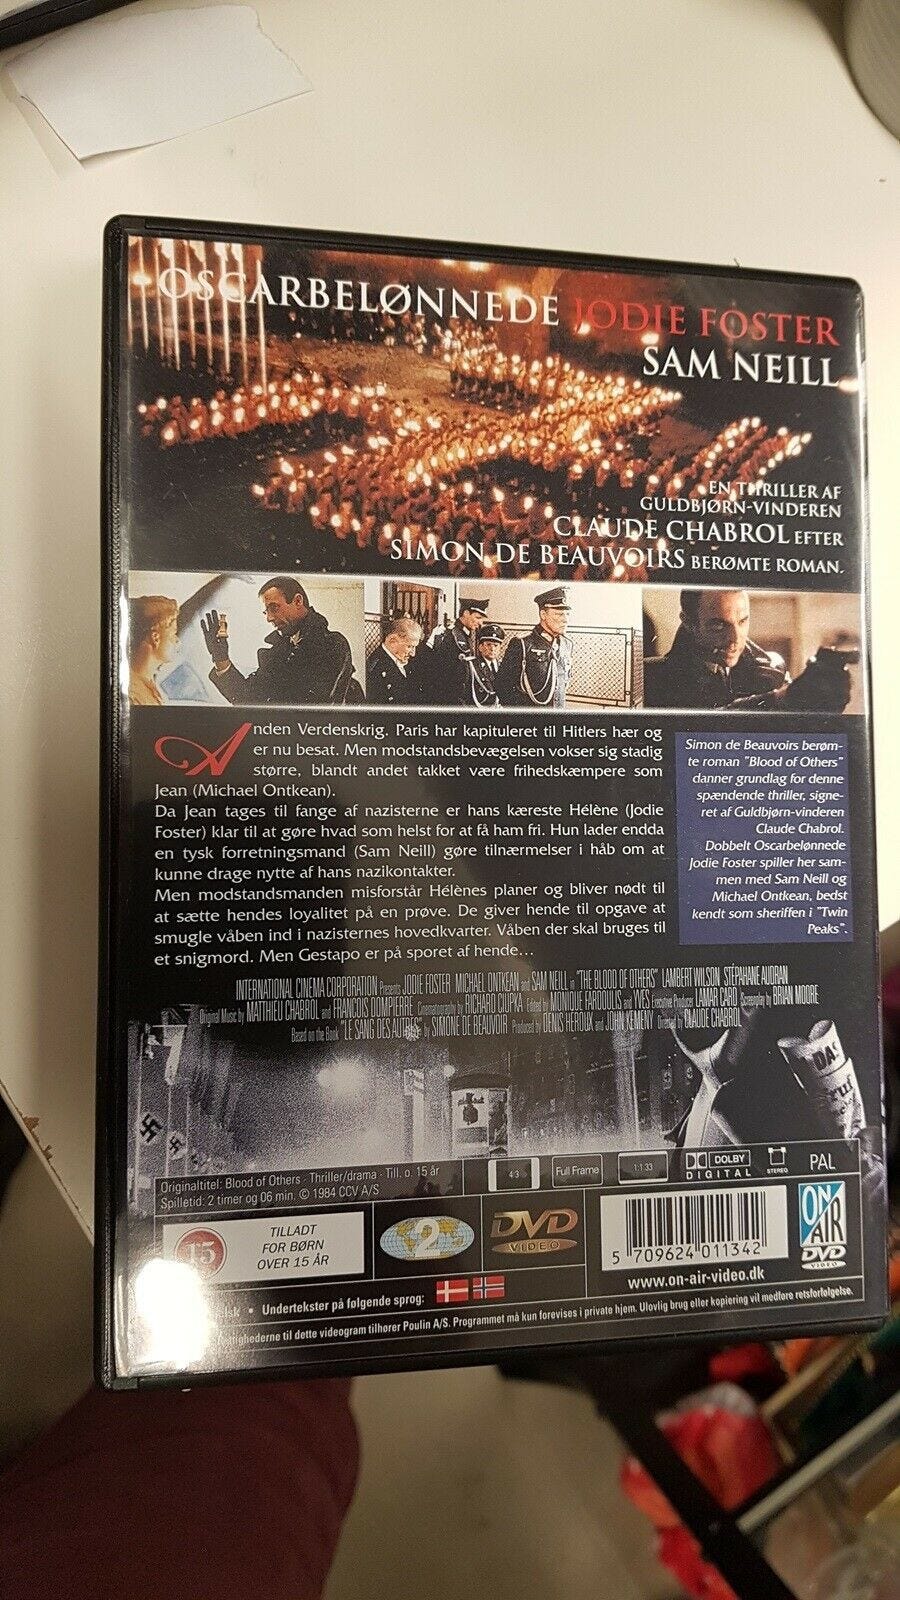 OSCARBELØNNEDE JODIE FOSTER
SAM NEILL
EN THRILLER AF
GULDBJØRN-VINDEREN
CLAUDE CHABROL EFTER
SIMON DE BEAUVOIRS BERØMTE ROMAN.
Anden Verdenskrig. Paris har kapituleret til Hitlers hær og
er nu besat. Men modstandsbevægelsen vokser sig stadig
større, blandt andet takket være frihedskæmpere som
Jean (Michael Ontkean).
Da Jean tages til fange af nazisterne er hans kæreste Hélène (Jodie
Foster) klar til at gøre hvad som helst for at få ham fri. Hun lader endda
en tysk forretningsmand (Sam Neill) gøre tilnærmelser i håb om at
kunne drage nytte af hans nazikontakter.
Men modstandsmanden misforstår Hélènes planer og bliver nødt til
at sætte hendes loyalitet på en prøve. De giver hende til opgave at
smugle våben ind i nazisternes hovedkvarter. Våben der skal bruges til
et snigmord. Men Gestapo er på sporet af hende...
Simon de Beauvoirs berøm-
te roman "Blood of Others"
danner grundlag for denne
spændende thriller, signe-
ret af Guldbjørn-vinderen
Claude Chabrol.
Dobbelt Oscarbelønnede
Jodie Foster spiller her sam-
men med Sam Neill og
Michael Ontkean, bedst
kendt som sheriffen i "Twin
Peaks".
INTERNATIONAL CINEMA CORPORATION Presents JODIE FOSTER MICHAEL ONTKEAN and SAM NEILL in "THE BLOOD OF OTHERS" LAMBERT WILSON STÉPAHANE AUDRAN
Original Music by MATTHIEU CHABROL and FRANCOIS DOMPIERRE Cinematography by RICHARD CIUPKA Edited by MONIQUE FARDOULIS and YVES Executive Producer LAMAR CARD Screenplay by BRIAN MOORE
Based on the Book "LE SANG DES AUTRES" by SIMONE DE BEAUVOIR Produced by DENIS HEROUX and JOHN KEMENY Directed by CLAUDE CHABROL
DAS
Originaltitel: Blood of Others · Thriller/drama · Till. o. 15 år
Spilletid: 2 timer og 06 min. © 1984 CCV A/S
4:3
Full Frame
1:1.33
DOLBY
DIGITAL
STEREO
PAL
15
TILLADT
FOR BØRN
OVER 15 ÅR
2
DVD
VIDEO
5 709624 011342
www.on-air-video.dk
ON
AIR
DVD
VIDEO
• Undertekster på følgende sprog:
til dette videogram tilhører Poulin A/S. Programmet må kun forevises i private hjem. Ulovlig brug eller kopiering vil medføre retsforfølgelse.